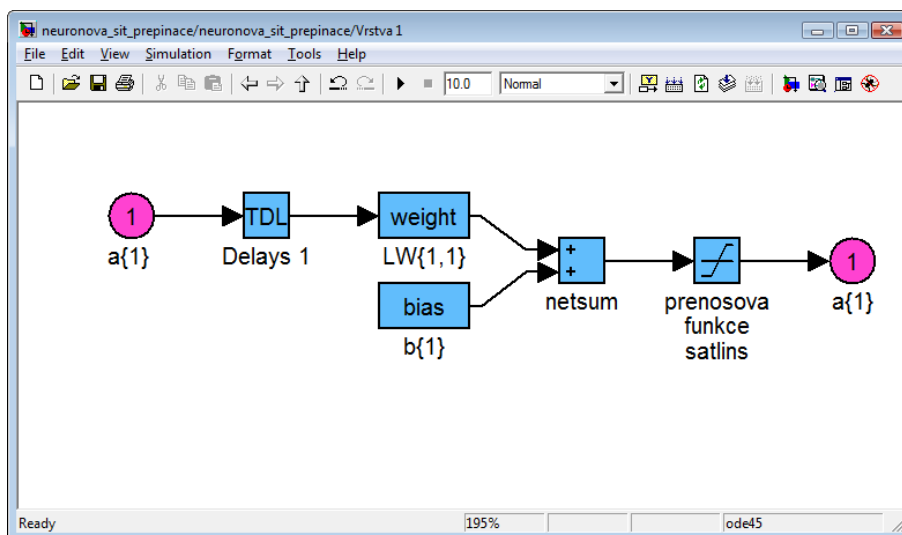 neuronova_sit_prepinace/neuronova_sit_prepinace/Vrstva 1
File Edit View Simulation Format Tools Help
10.0 Normal
1 TDL weight + + 1
a{1} Delays 1 LW{1,1} netsum prenosova funkce satlins a{1}
bias
b{1}
Ready 195% ode45